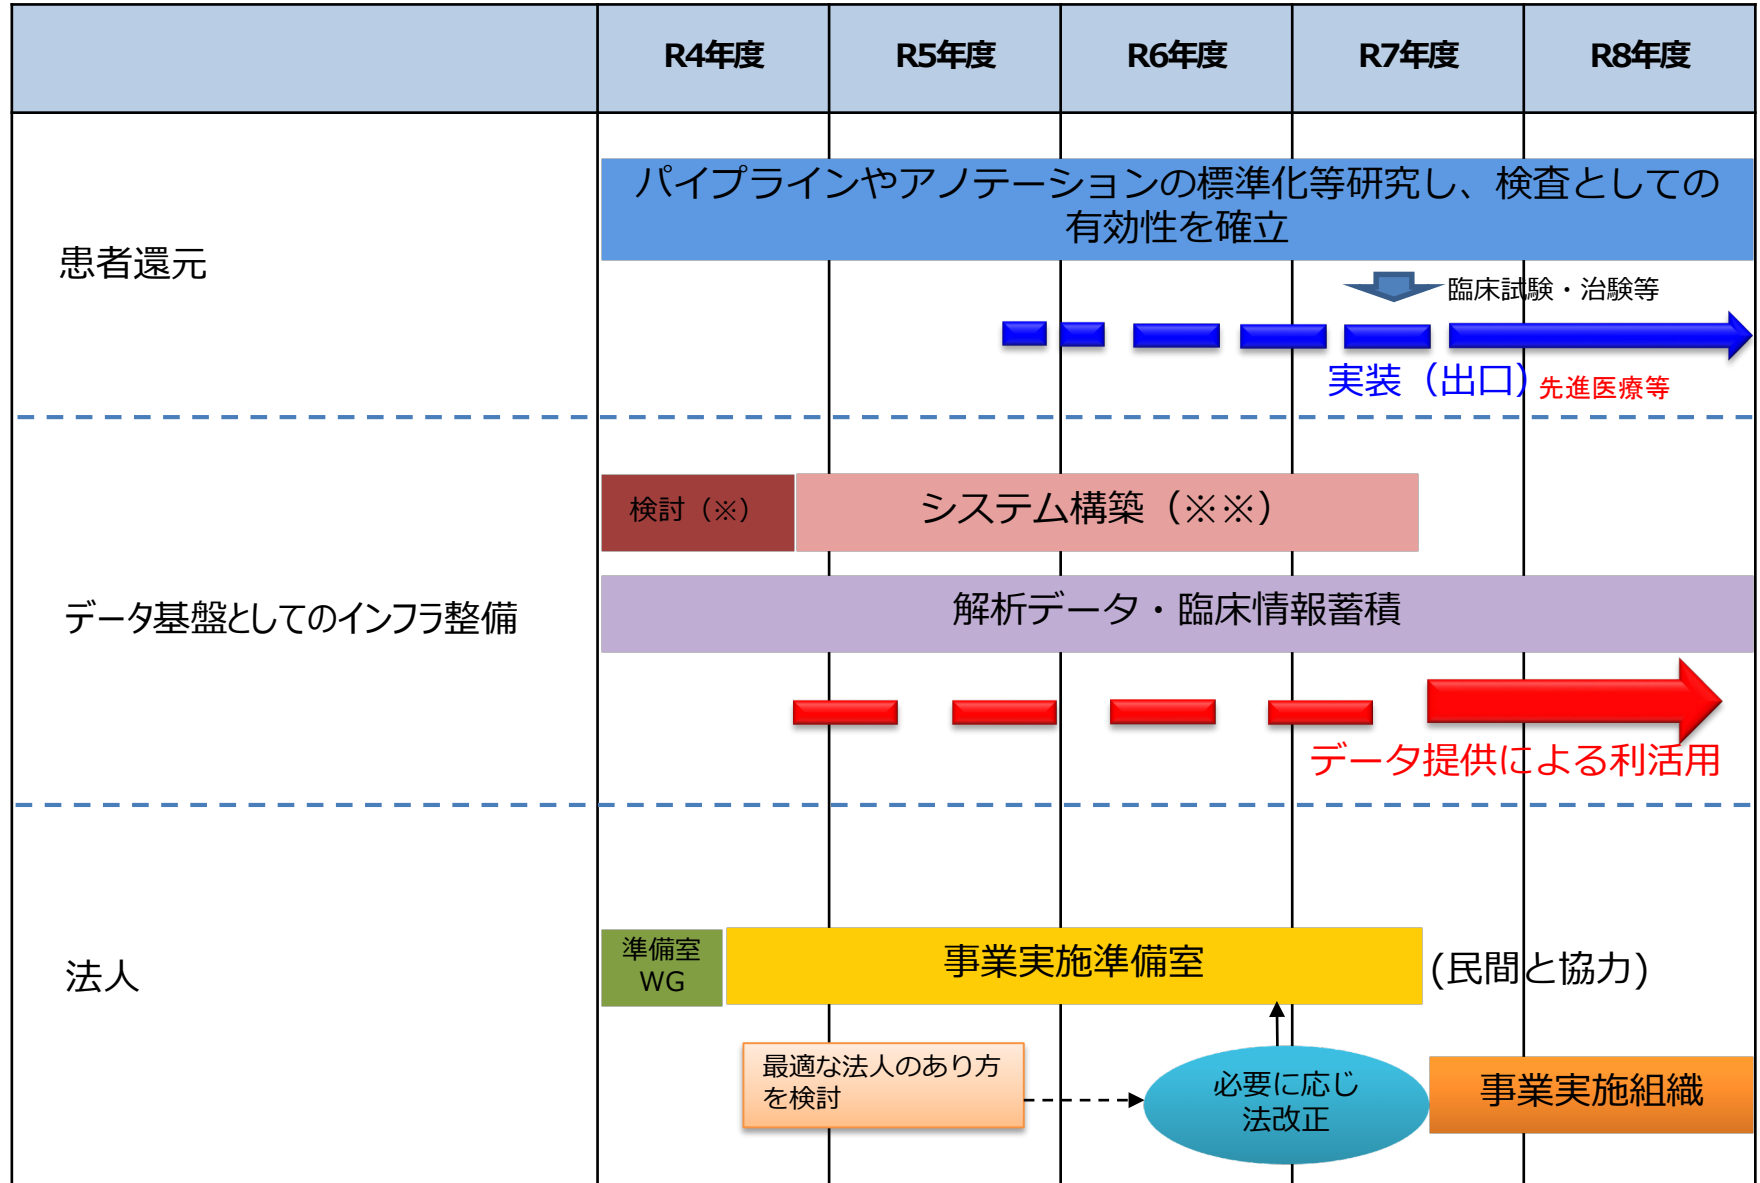 R4年度
R5年度
R6年度
R7年度
R8年度
患者還元
パイプラインやアノテーションの標準化等研究し、検査としての
有効性を確立
臨床試験・治験等
実装（出口）
先進医療等
データ基盤としてのインフラ整備
検討（※）
システム構築（※※）
解析データ・臨床情報蓄積
データ提供による利活用
法人
準備室
WG
事業実施準備室
(民間と協力)
最適な法人のあり方
を検討
必要に応じ
法改正
事業実施組織